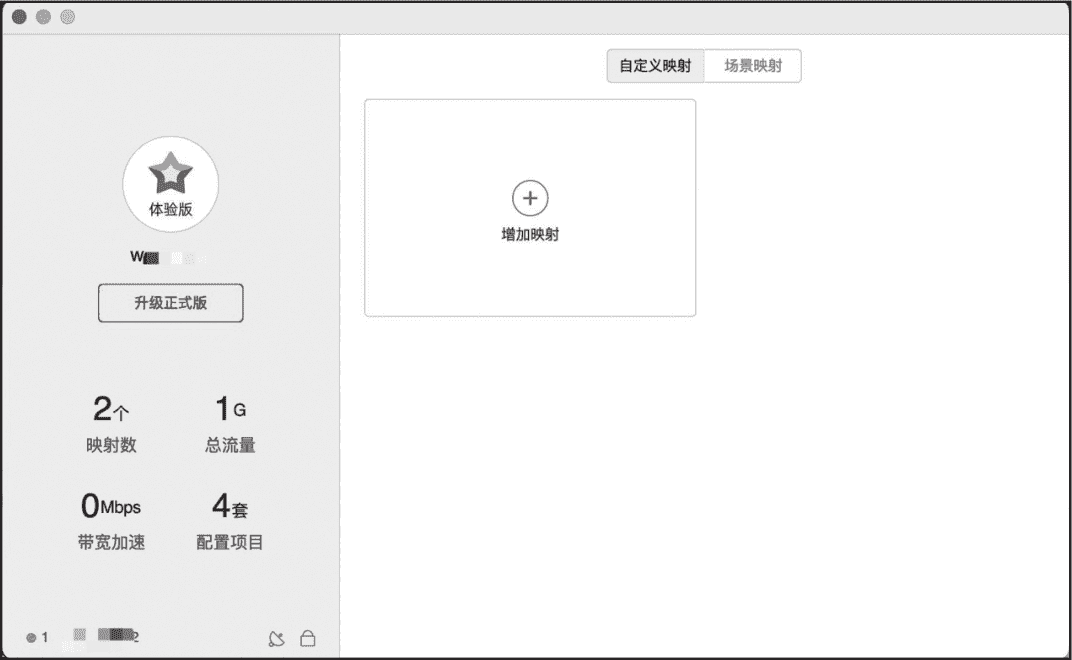 自定义映射 场景映射
体验版
W
升级正式版
增加映射
2个 1G
映射数 总流量
0Mbps 4套
带宽加速 配置项目
1 2